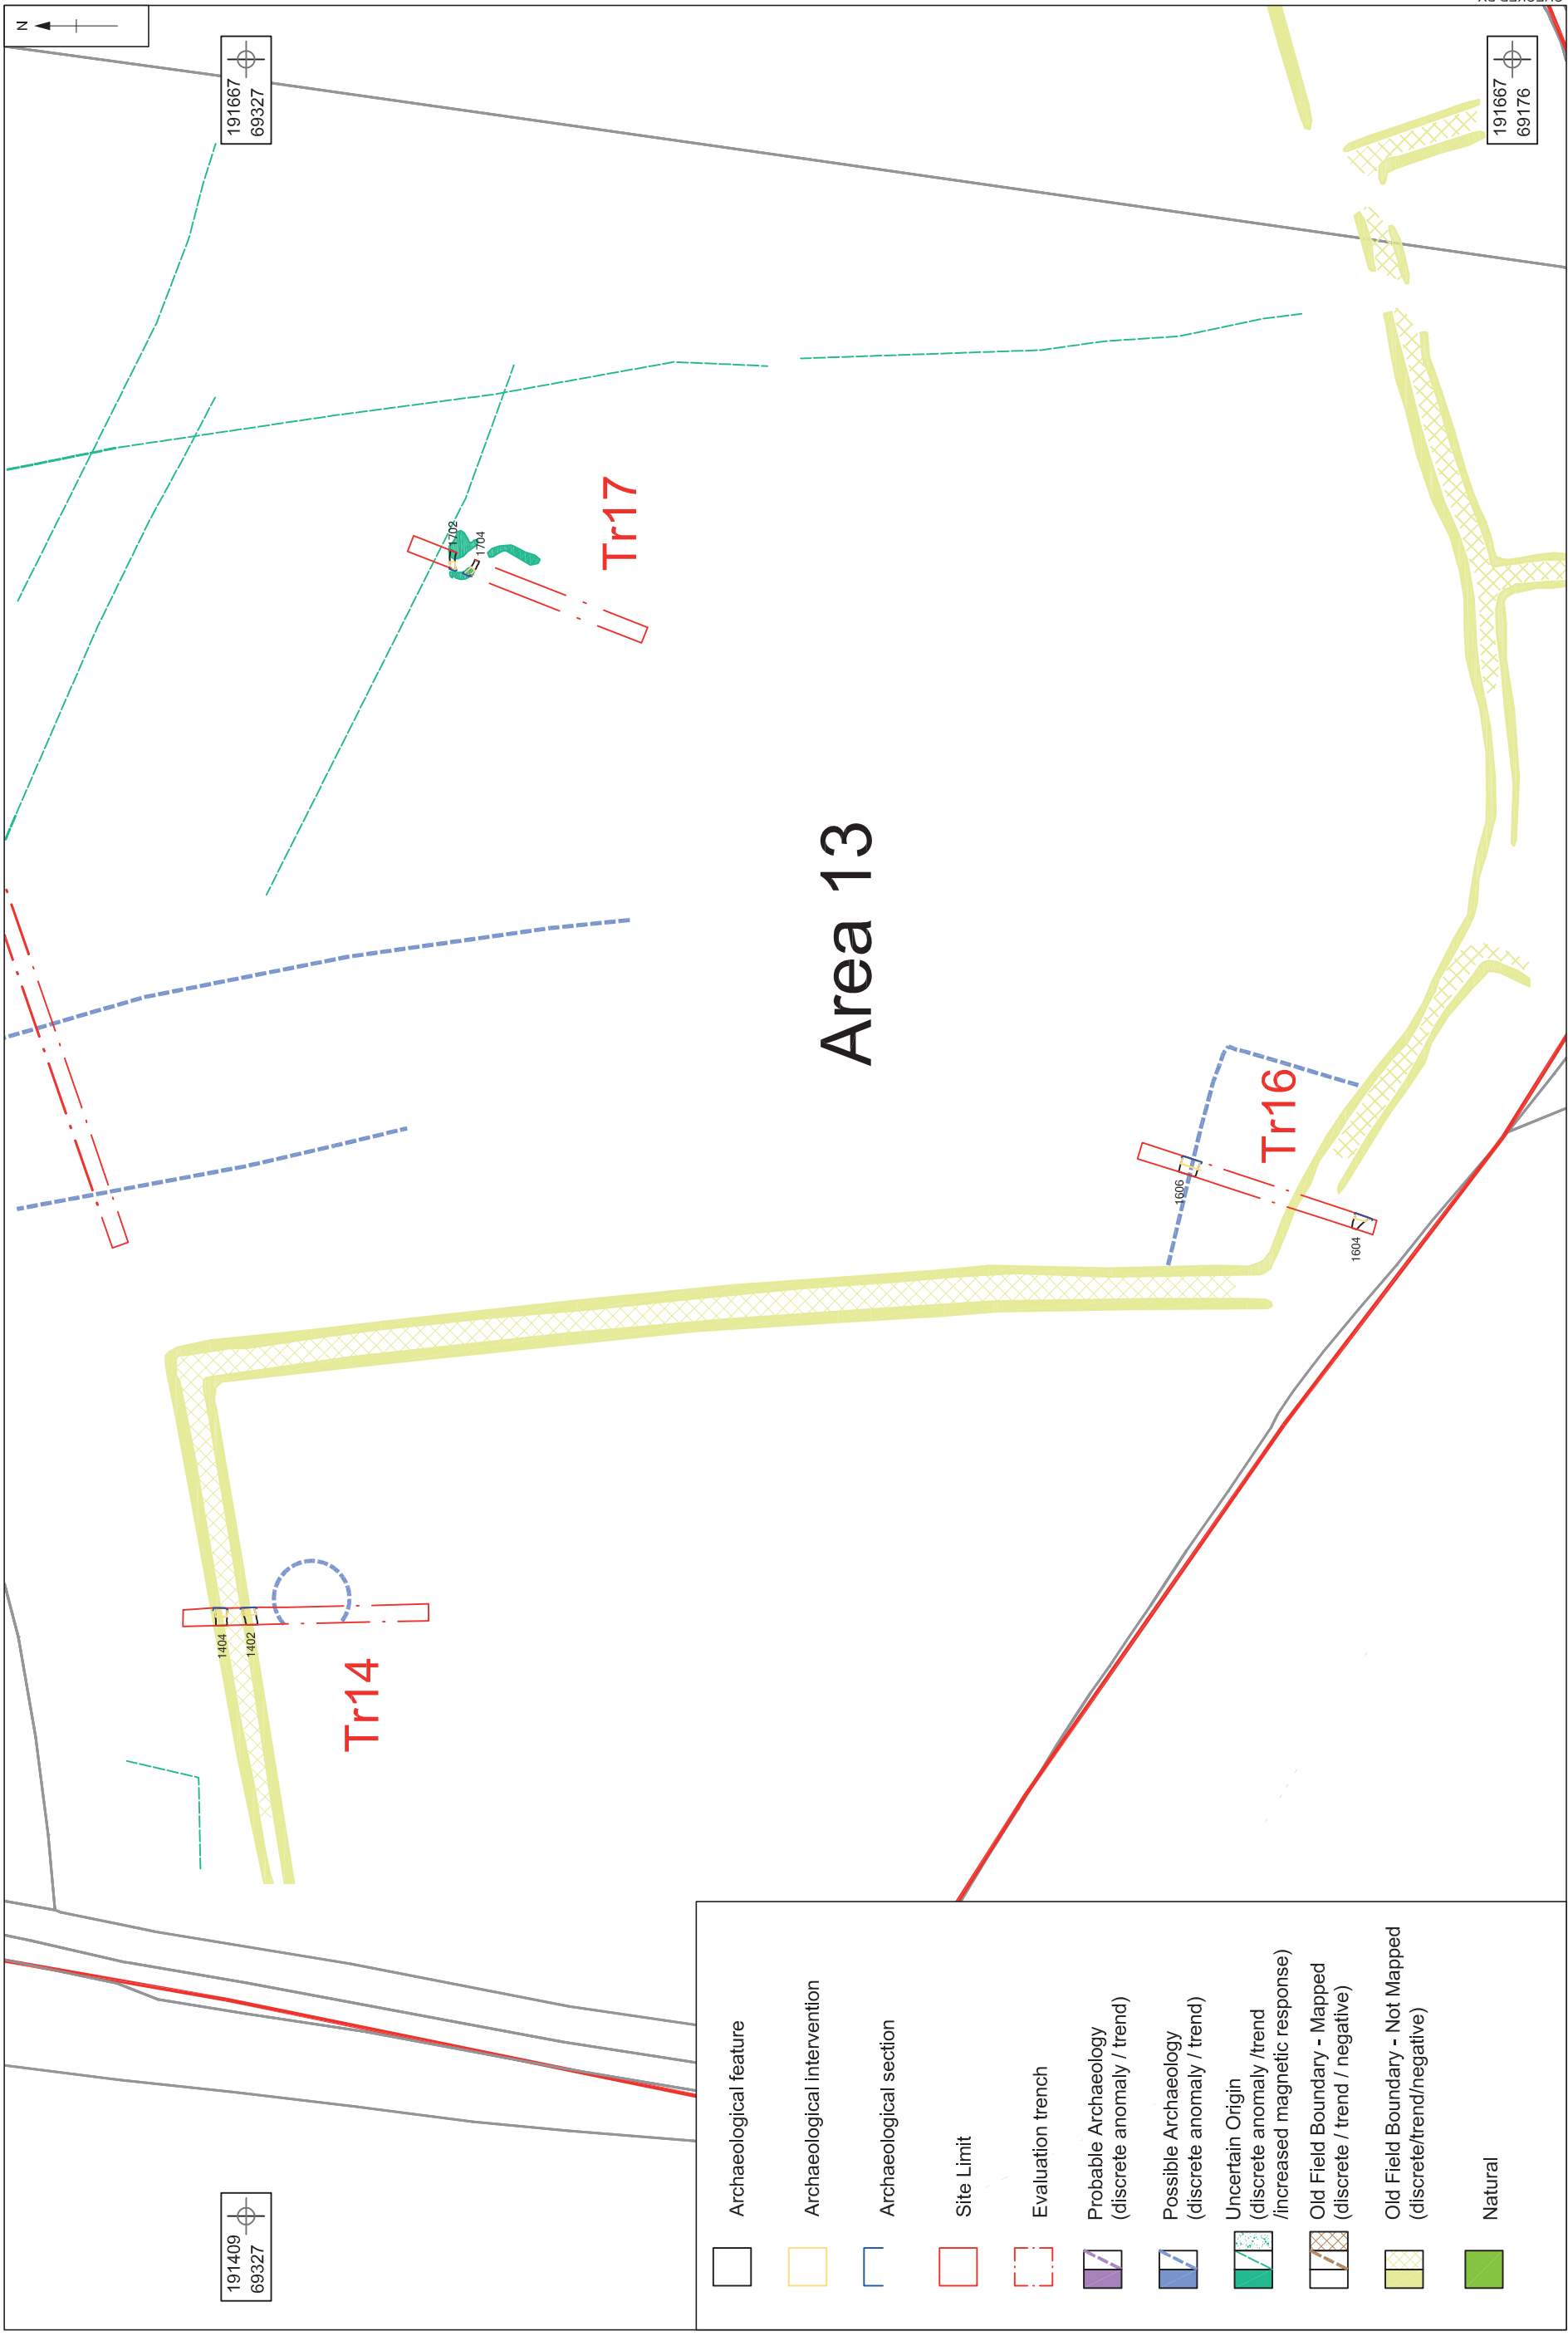 N
191667
69327
191667
69176
191409
69327
1702
1704
Tr17
Area 13
1606
1604
Tr16
1404
1402
Tr14
Archaeological feature
Archaeological intervention
Archaeological section
Site Limit
Evaluation trench
Probable Archaeology
(discrete anomaly / trend)
Possible Archaeology
(discrete anomaly / trend)
Uncertain Origin
(discrete anomaly /trend
/increased magnetic response)
Old Field Boundary - Mapped
(discrete / trend / negative)
Old Field Boundary - Not Mapped
(discrete/trend/negative)
Natural